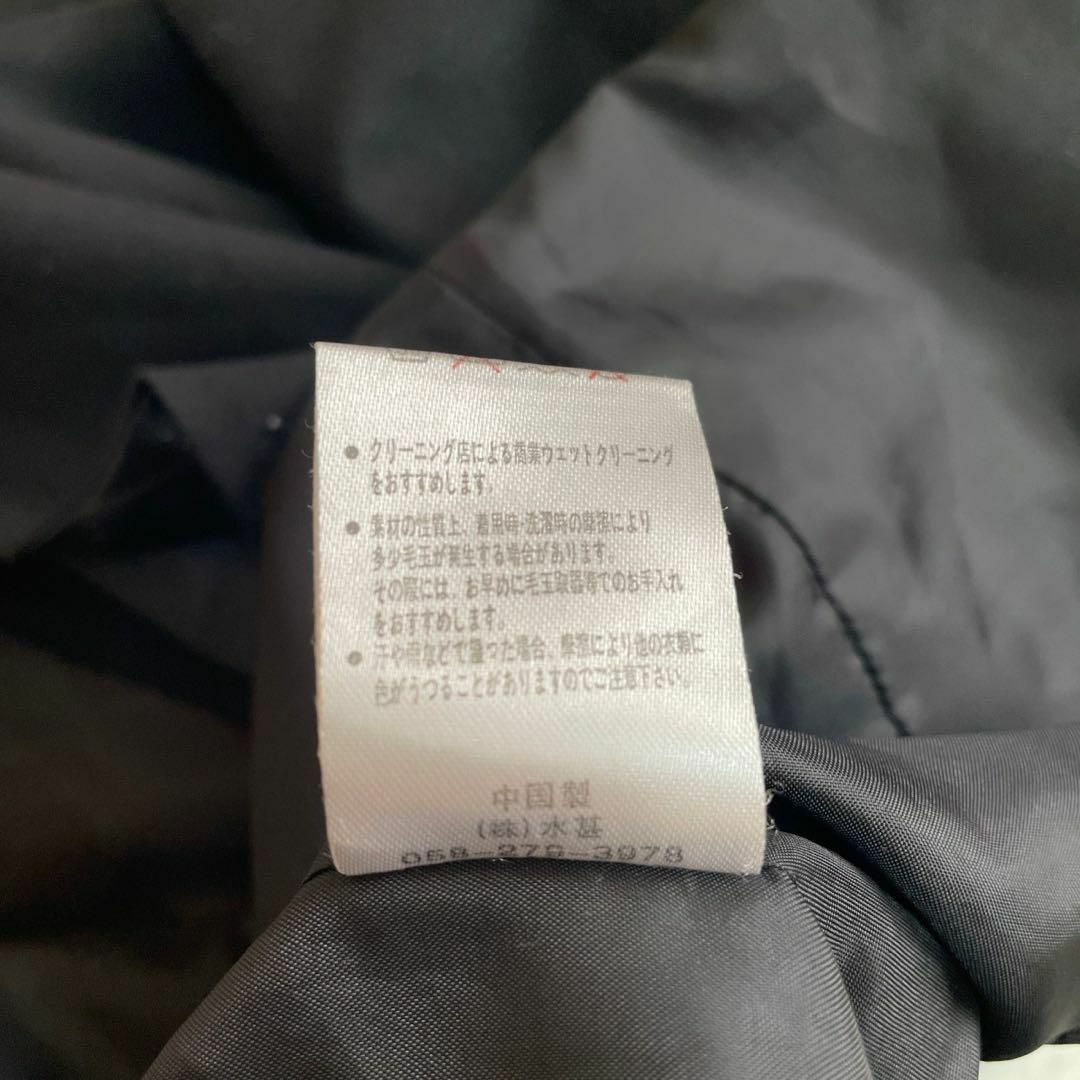 ● クリーニング店による商業ウエットクリーニング
をおすすめします。
●素材の性質上、着用時・洗濯時の摩擦により
多少毛玉が発生する場合があります。
その際には、お早めに毛玉取器等でのお手入れ
をおすすめします。
● 汗や雨などで湿った場合、摩擦により他の衣類に
色がうつることがありますのでご注意下さい。
中国製
(株)水甚
058-276-3978